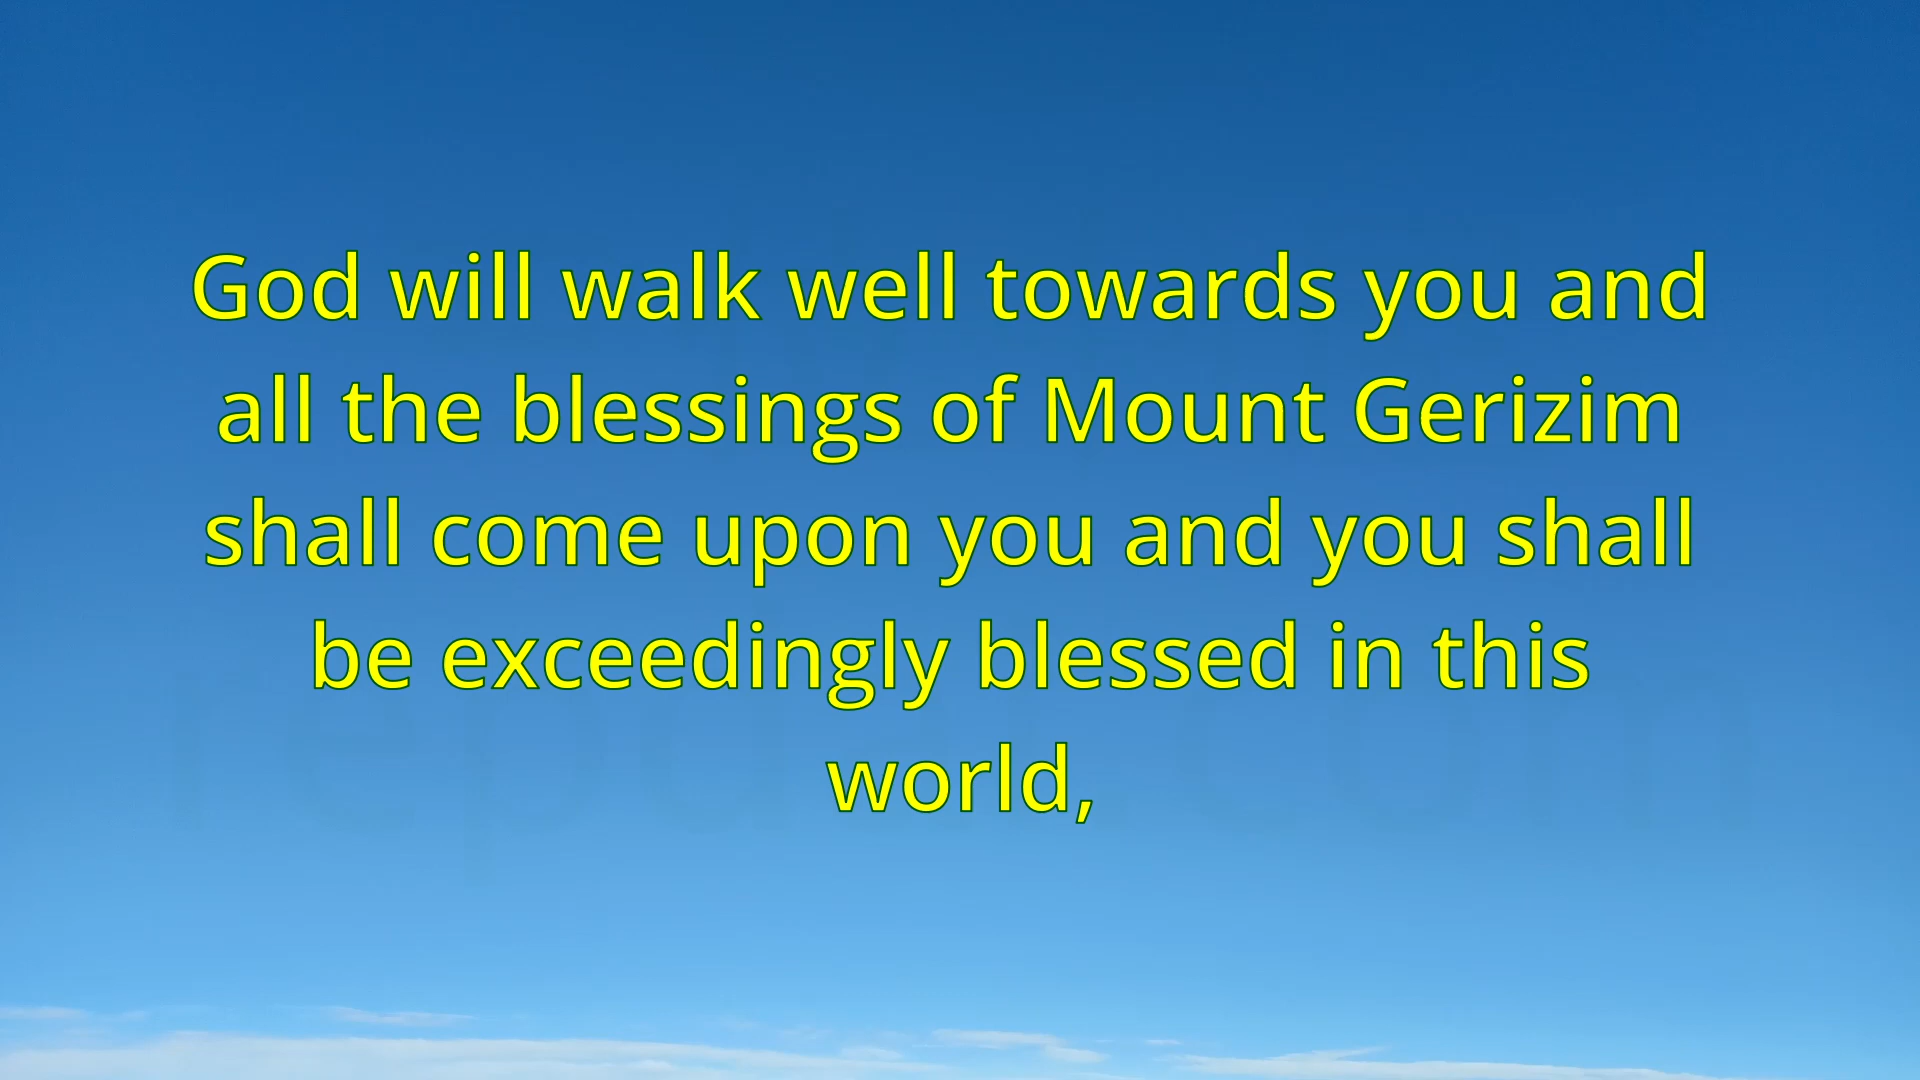 God will walk well towards you and
all the blessings of Mount Gerizim
shall come upon you and you shall
be exceedingly blessed in this
world,